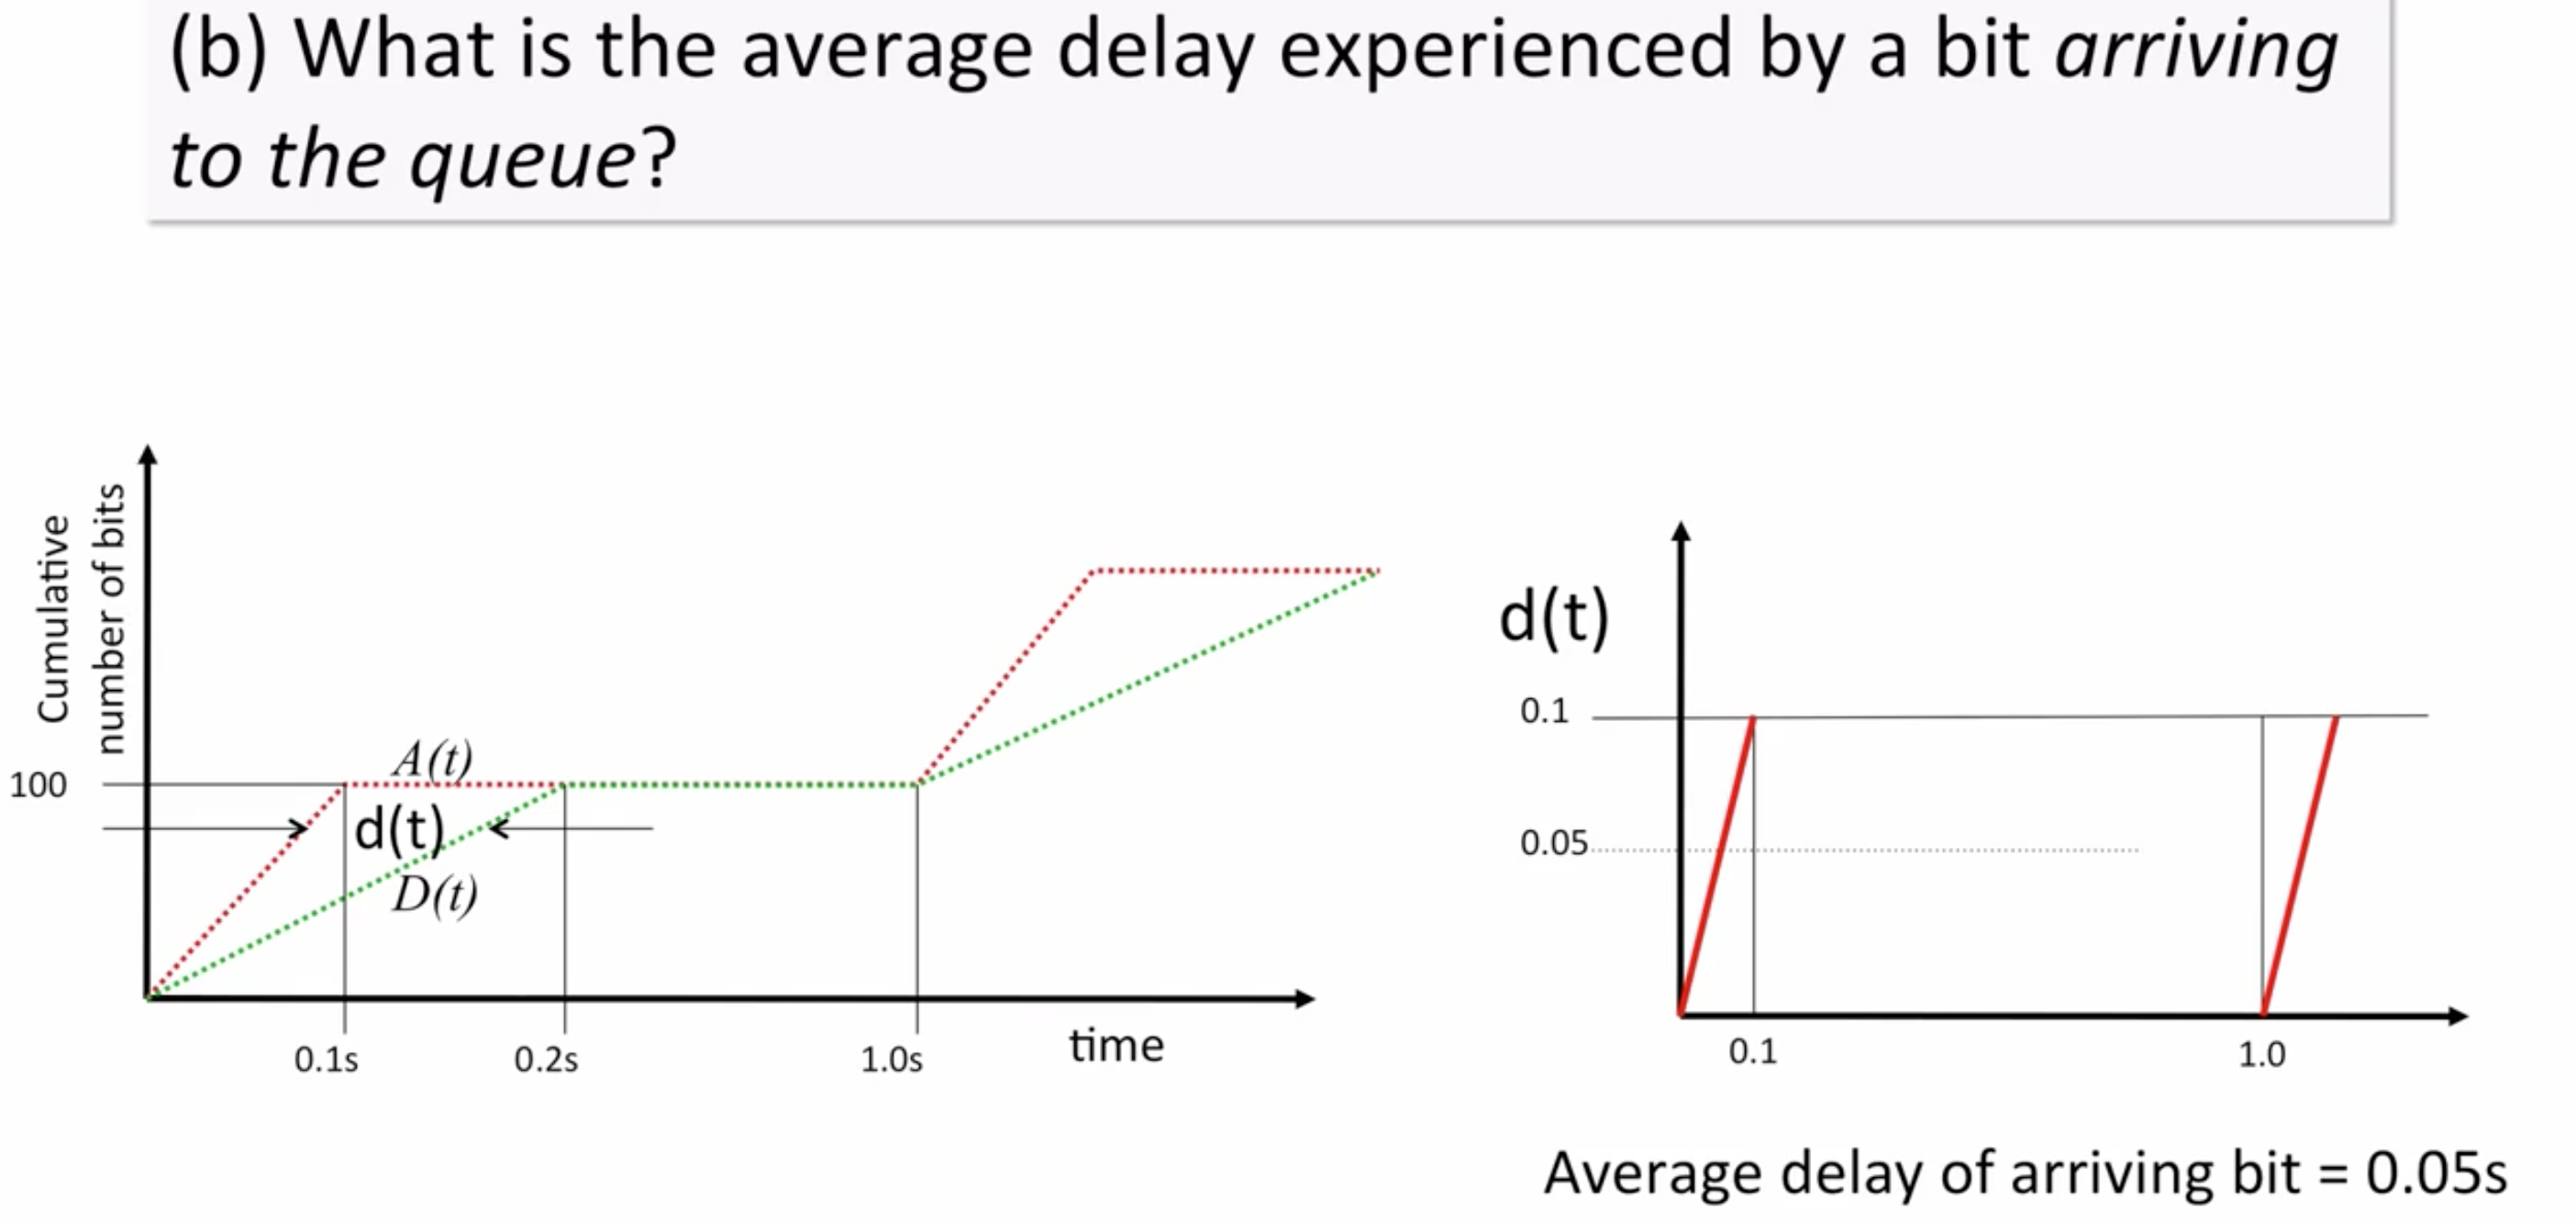 (b) What is the average delay experienced by a bit arriving
to the queue?
Cumulative
number of bits
100
A(t)
d(t)
D(t)
0.1s
0.2s
1.0s
time
d(t)
0.1
0.05
0.1
1.0
Average delay of arriving bit = 0.05s